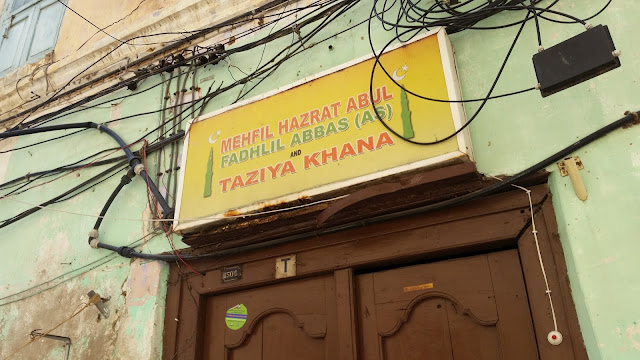 MEHFIL HAZRAT ABUL
FADHLIL ABBAS (AS)
AND
TAZIYA KHANA
T